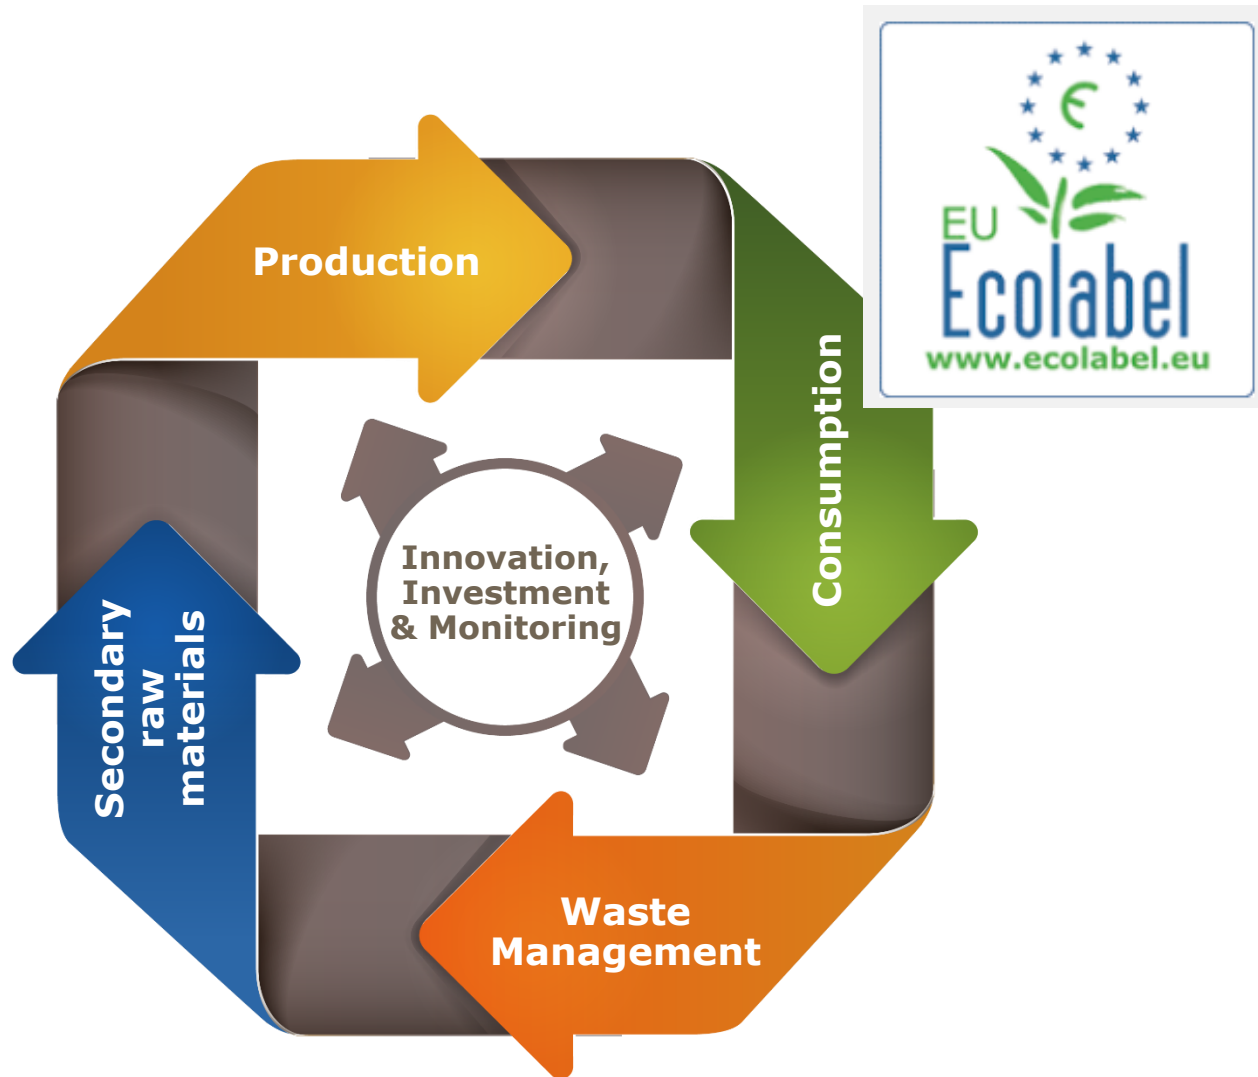 EU
Ecolabel
www.ecolabel.eu
Production
Consumption
Innovation,
Investment
& Monitoring
Secondary
raw
materials
Waste
Management